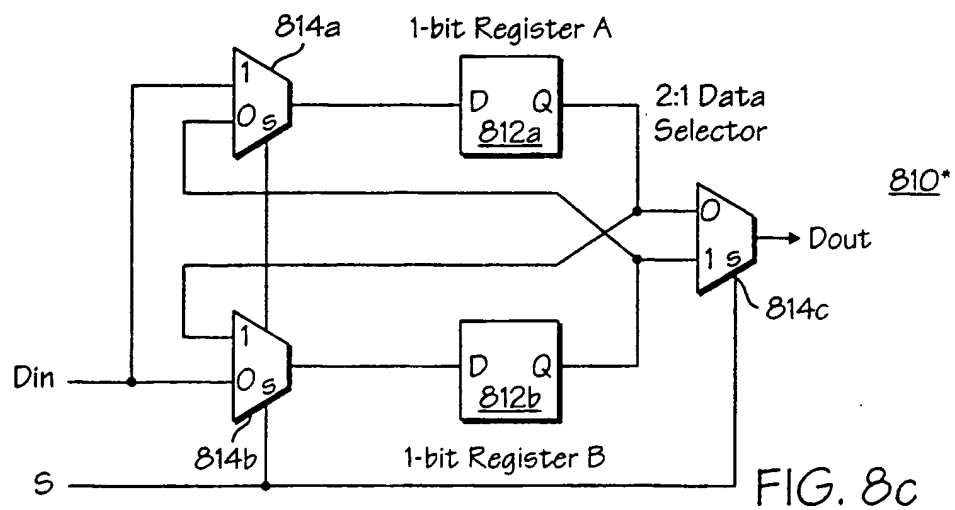 814a
1-bit Register A
1
0
s
D Q
812a
2:1 Data
Selector
810*
0
1 s
Dout
814c
1
Din
0
s
D Q
812b
814b
1-bit Register B
S
FIG. 8c